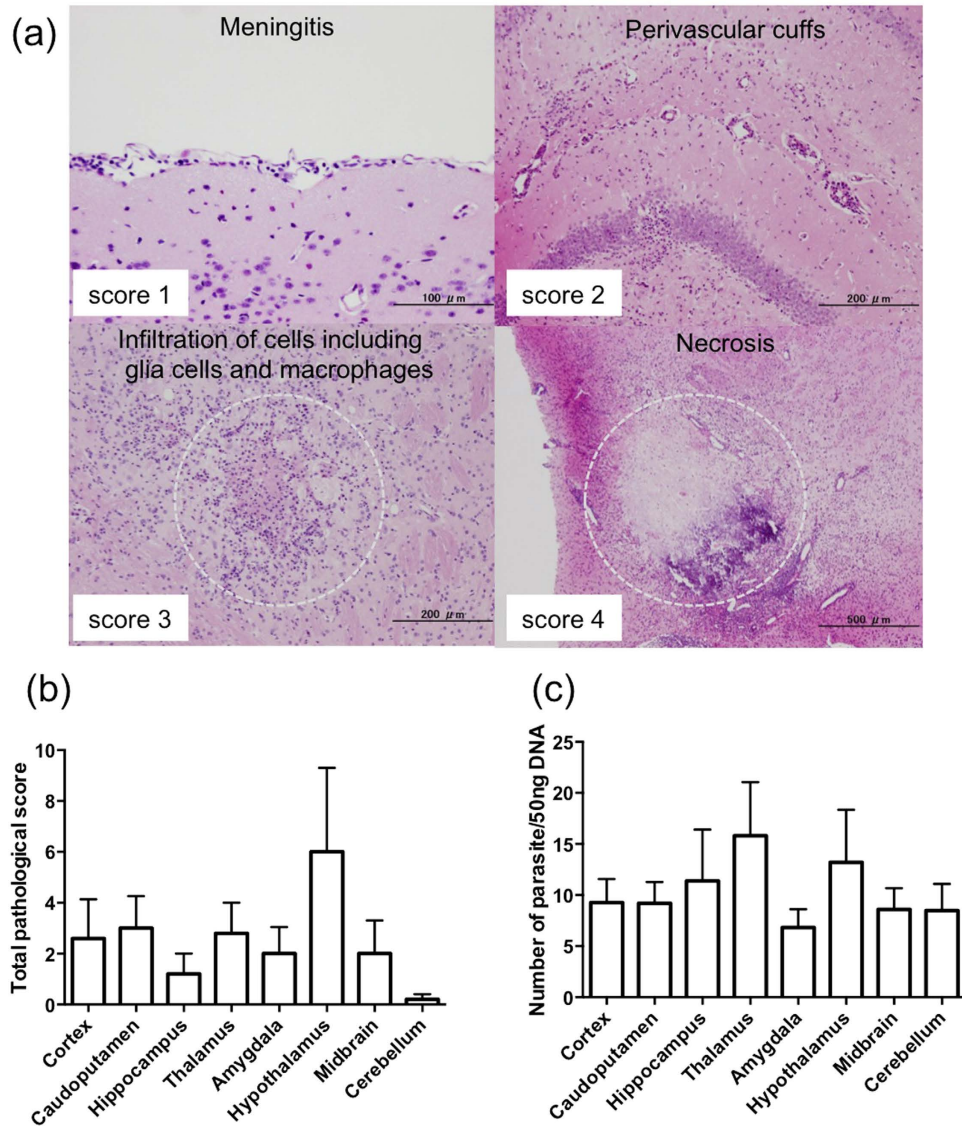 (a)
Meningitis
Perivascular cuffs
score 1
100 μm
score 2
200 μm
Infiltration of cells including
glia cells and macrophages
Necrosis
score 3
200 μm
score 4
500 μm
(b)
Total pathological score
10
8
6
4
2
0
Cortex
Caudoputamen
Hippocampus
Thalamus
Amygdala
Hypothalamus
Midbrain
Cerebellum
(c)
Number of parasite/50ng DNA
25
20
15
10
5
0
Cortex
Caudoputamen
Hippocampus
Thalamus
Amygdala
Hypothalamus
Midbrain
Cerebellum